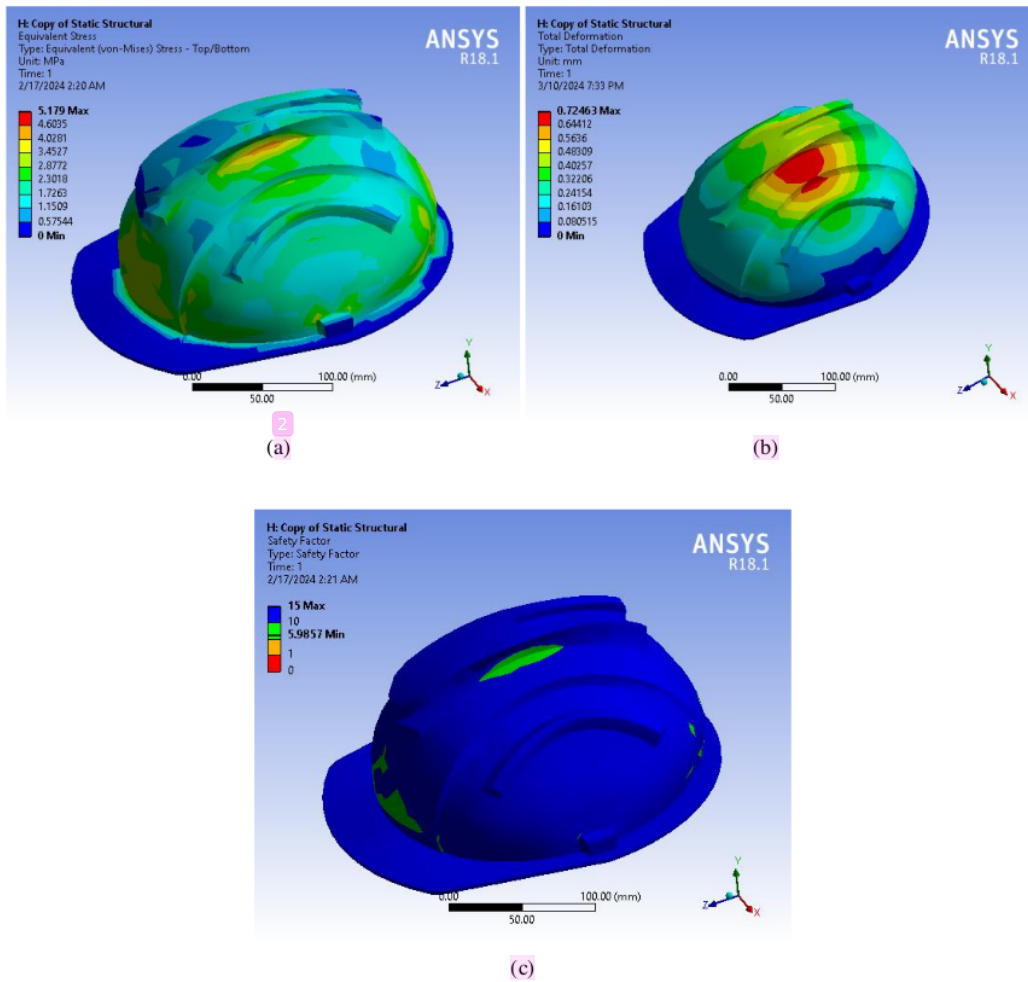 H: Copy of Static Structural
Equivalent Stress
Type: Equivalent (von-Mises) Stress - Top/Bottom
Unit: MPa
Time: 1
2/17/2024 2:20 AM
ANSYS
R18.1
5.179 Max
4.6035
4.0281
3.4527
2.8772
2.3018
1.7263
1.1509
0.57544
0 Min
0.00
100.00 (mm)
50.00
Y
Z
X
2
(a)
H: Copy of Static Structural
Total Deformation
Type: Total Deformation
Unit: mm
Time: 1
3/10/2024 7:33 PM
ANSYS
R18.1
0.72463 Max
0.64412
0.5636
0.48309
0.40257
0.32206
0.24154
0.16103
0.080515
0 Min
0.00
100.00 (mm)
50.00
Y
Z
X
(b)
H: Copy of Static Structural
Safety Factor
Type: Safety Factor
Time: 1
2/17/2024 2:21 AM
ANSYS
R18.1
15 Max
10
5.9857 Min
1
0
0.00
100.00 (mm)
50.00
Y
Z
X
(c)